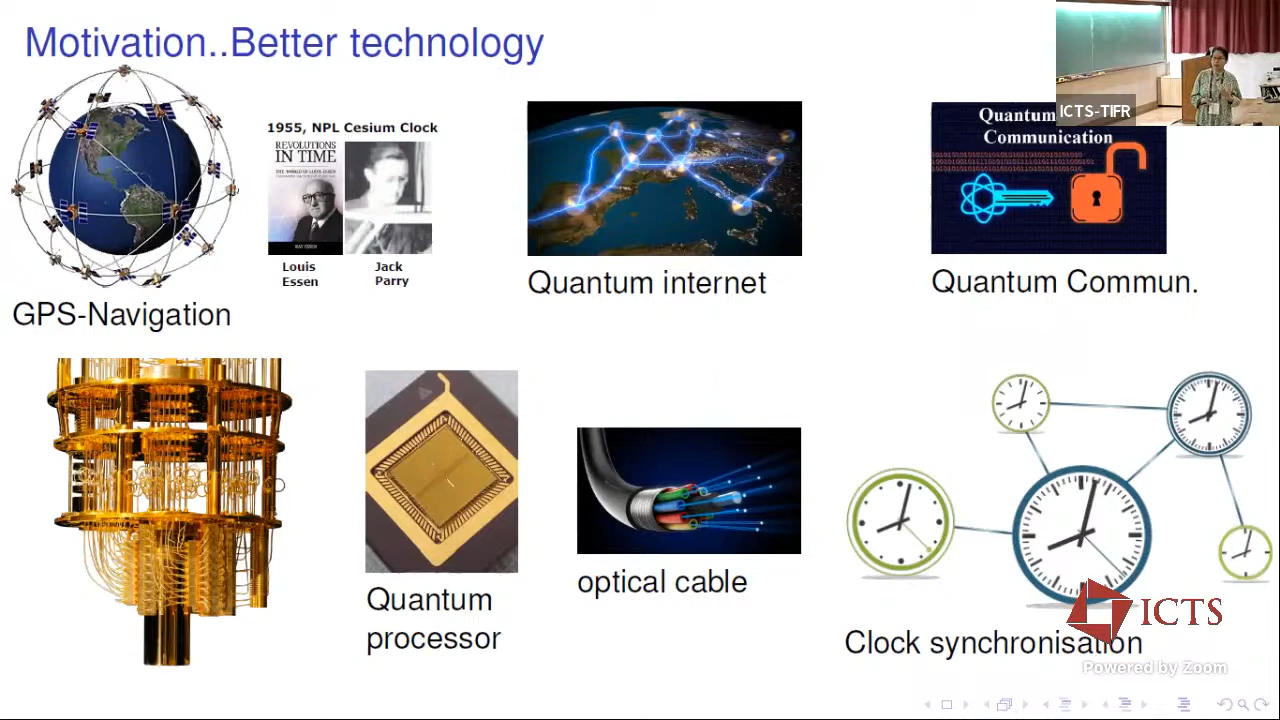 Motivation..Better technology
ICTS-TIFR
1955, NPL Cesium Clock
REVOLUTIONS
IN TIME
Louis
Essen
Jack
Parry
GPS-Navigation
Quantum internet
Quantum
Communication
Quantum Commun.
Quantum
processor
optical cable
Clock synchronisation
ICTS
Powered by Zoom